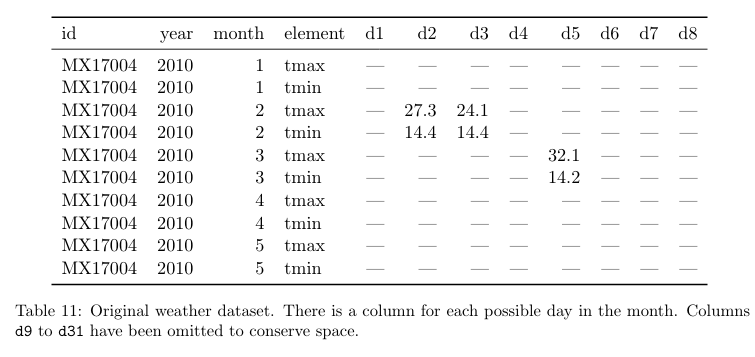 id year month element d1 d2 d3 d4 d5 d6 d7 d8
MX17004 2010 1 tmax — — — — — — — —
MX17004 2010 1 tmin — — — — — — — —
MX17004 2010 2 tmax — 27.3 24.1 — — — — —
MX17004 2010 2 tmin — 14.4 14.4 — — — — —
MX17004 2010 3 tmax — — — — 32.1 — — —
MX17004 2010 3 tmin — — — — 14.2 — — —
MX17004 2010 4 tmax — — — — — — — —
MX17004 2010 4 tmin — — — — — — — —
MX17004 2010 5 tmax — — — — — — — —
MX17004 2010 5 tmin — — — — — — — —
Table 11: Original weather dataset. There is a column for each possible day in the month. Columns
d9 to d31 have been omitted to conserve space.